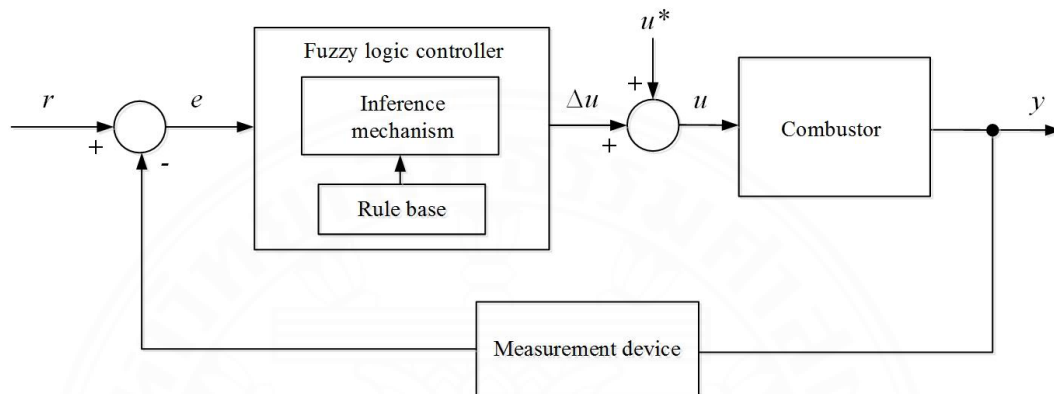 Fuzzy logic controller
Inference
mechanism
Rule base
r
+
-
e
Δu
+
u*
+
u
Combustor
y
Measurement device